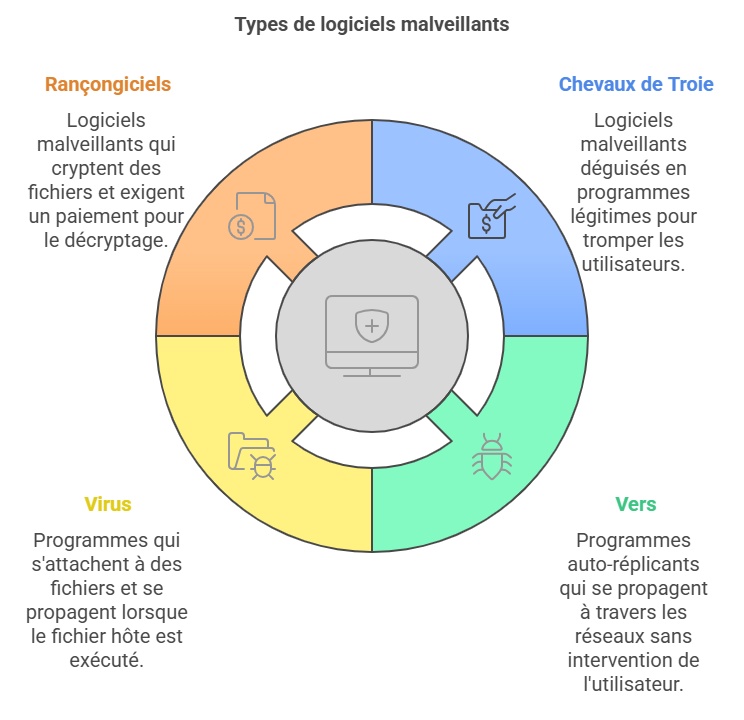 Types de logiciels malveillants
Rançongiciels
Logiciels
malveillants qui
cryptent des
fichiers et exigent
un paiement pour
le décryptage.
Chevaux de Troie
Logiciels
malveillants
déguisés en
programmes
légitimes pour
tromper les
utilisateurs.
$
$
Virus
Programmes qui
s'attachent à des
fichiers et se
propagent lorsque
le fichier hôte est
exécuté.
Vers
Programmes
auto-réplicants
qui se propagent
à travers les
réseaux sans
intervention de
l'utilisateur.